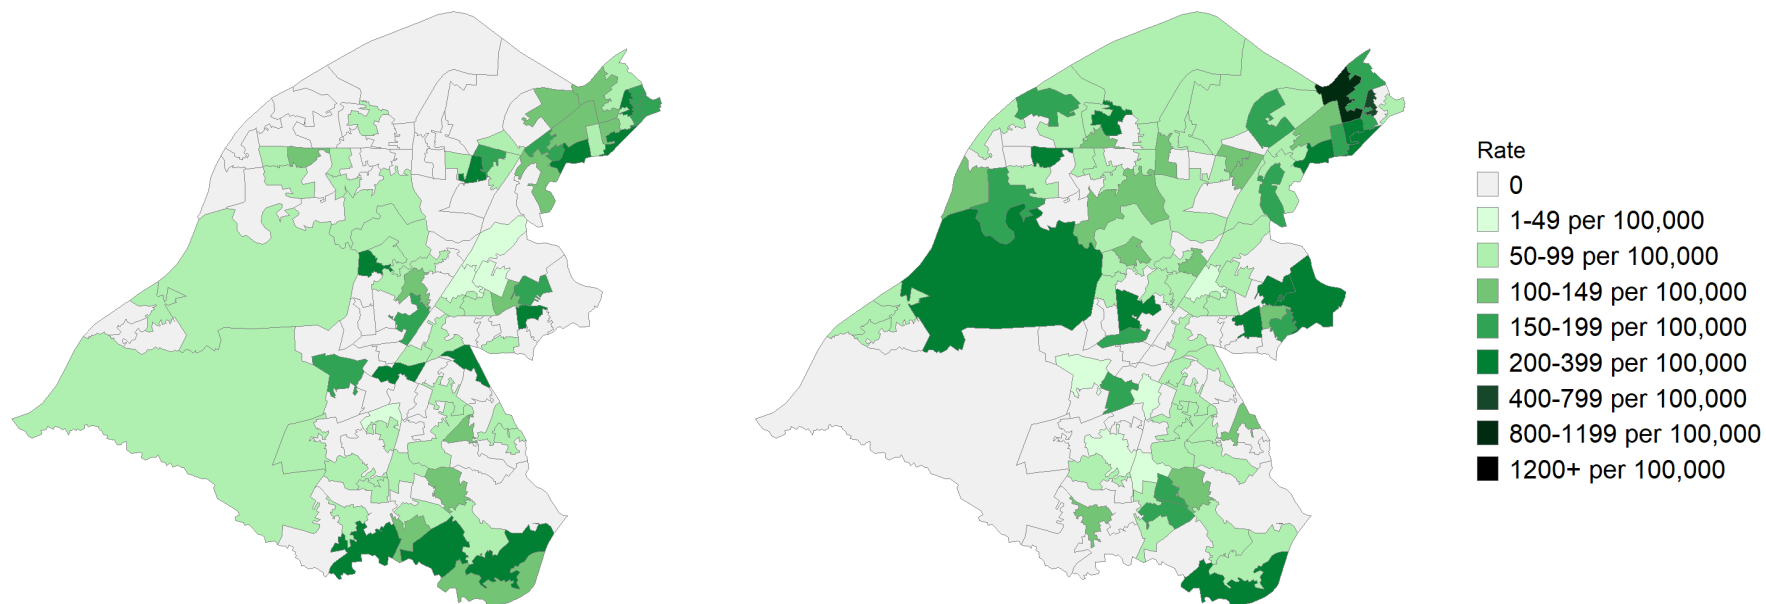 Rate
0
1-49 per 100,000
50-99 per 100,000
100-149 per 100,000
150-199 per 100,000
200-399 per 100,000
400-799 per 100,000
800-1199 per 100,000
1200+ per 100,000